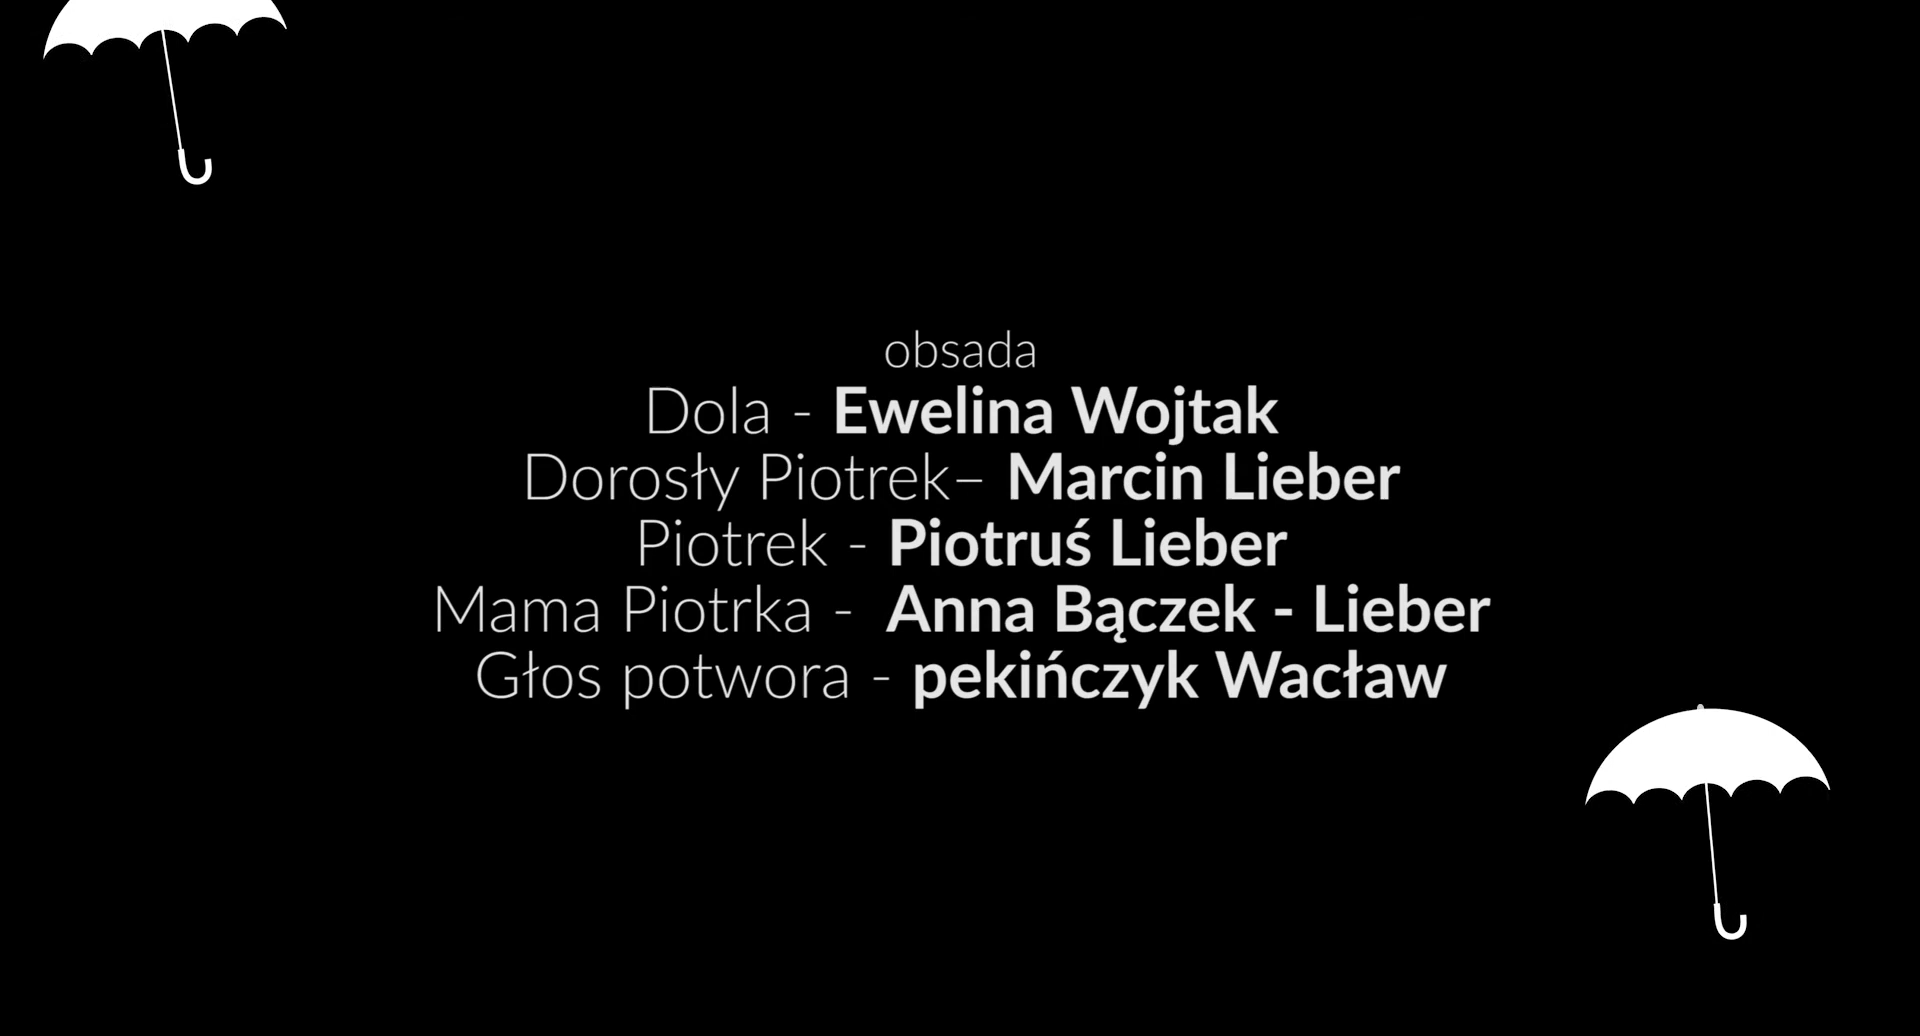 obsada
Dola - Ewelina Wojtak
Dorosły Piotrek– Marcin Lieber
Piotrek - Piotruś Lieber
Mama Piotrka -  Anna Bączek - Lieber
Głos potwora - pekińczyk Wacław